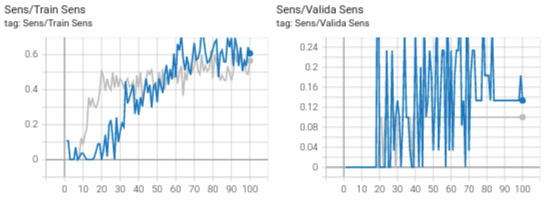 Sens/Train Sens
tag: Sens/Train Sens
0.6
0.4
0.2
0
0 10 20 30 40 50 60 70 80 90 100
Sens/Valida Sens
tag: Sens/Valida Sens
0.24
0.2
0.16
0.12
0.08
0.04
0
0 10 20 30 40 50 60 70 80 90 100